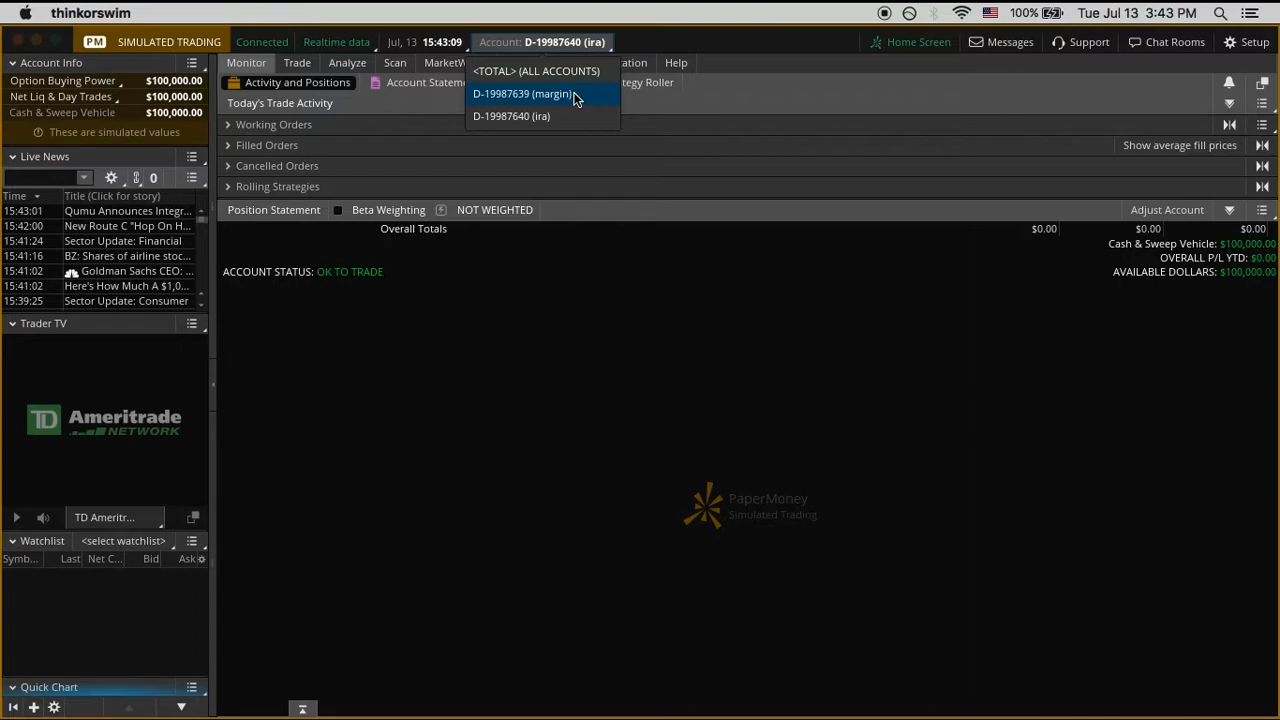 thinkorswim
100%
Tue Jul 13 3:43 PM
PM SIMULATED TRADING
Connected
Realtime data
Jul, 13 15:43:09
Account: D-19987640 (ira)
Home Screen
Messages
Support
Chat Rooms
Setup
Account Info
Option Buying Power $100,000.00
Net Liq & Day Trades $100,000.00
Cash & Sweep Vehicle $100,000.00
These are simulated values
Live News
0
Time Title (Click for story)
15:43:01 Qumu Announces Integr...
15:42:00 New Route C "Hop On H...
15:41:24 Sector Update: Financial
15:41:16 BZ: Shares of airline stoc...
15:41:02 Goldman Sachs CEO: ...
15:41:02 Here's How Much A $1,0...
15:39:25 Sector Update: Consumer
Trader TV
TD Ameritrade
NETWORK
TD Ameritr...
Watchlist <select watchlist>
Symb... Last Net C... Bid Ask
Quick Chart
Monitor Trade Analyze Scan MarketW ation Help
<TOTAL> (ALL ACCOUNTS)
D-19987639 (margin)
D-19987640 (ira)
Activity and Positions Account Stateme tegy Roller
Today's Trade Activity
Working Orders
Filled Orders Show average fill prices
Cancelled Orders
Rolling Strategies
Position Statement Beta Weighting NOT WEIGHTED Adjust Account
Overall Totals $0.00 $0.00 $0.00
Cash & Sweep Vehicle: $100,000.00
OVERALL P/L YTD: $0.00
ACCOUNT STATUS: OK TO TRADE AVAILABLE DOLLARS: $100,000.00
PaperMoney
Simulated Trading